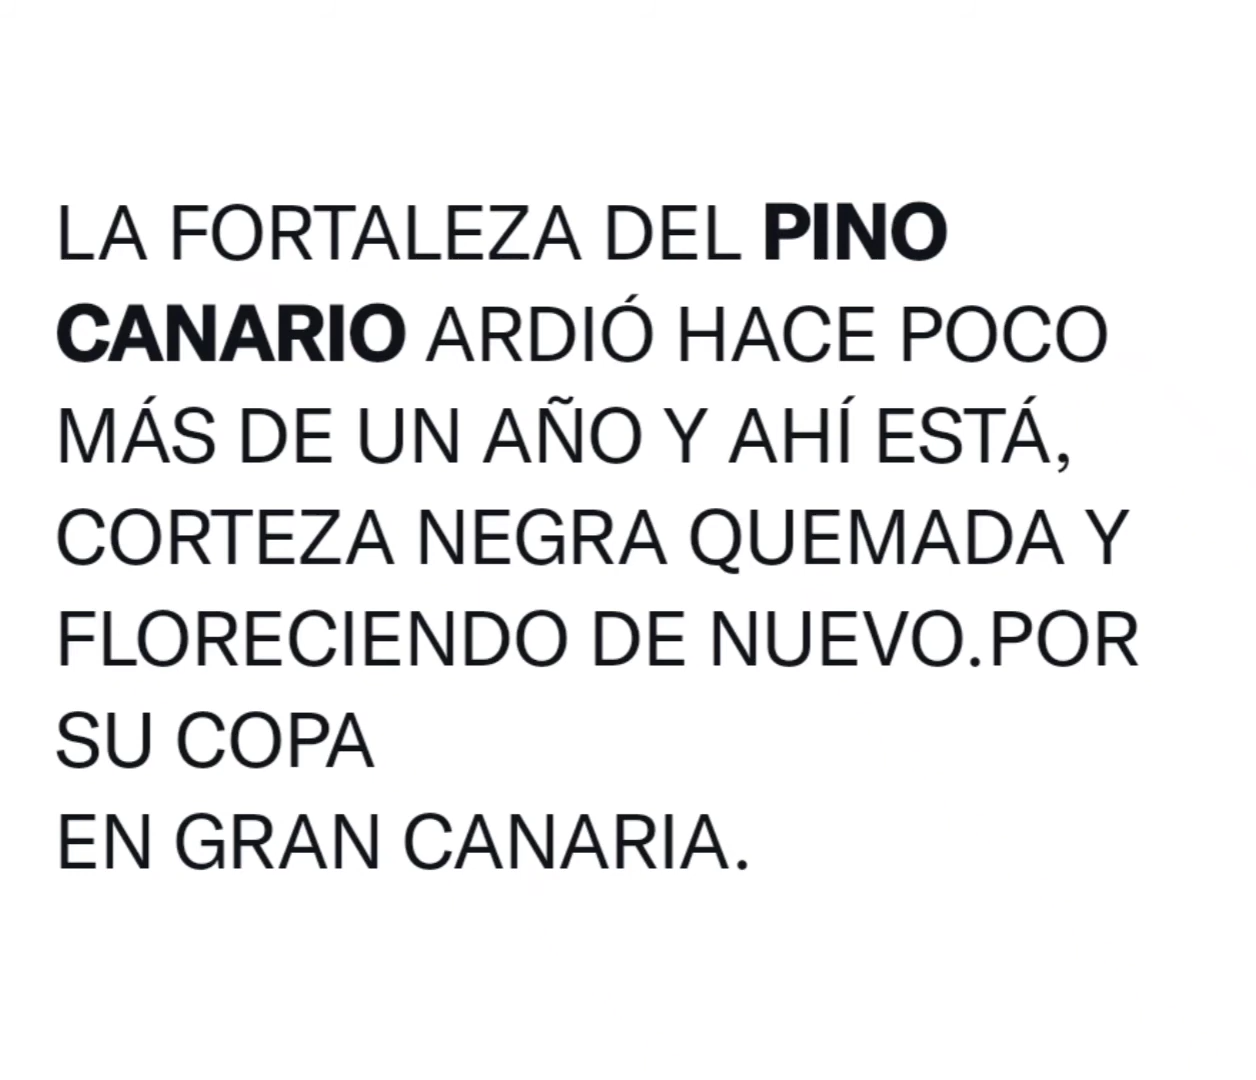 LA FORTALEZA DEL PINO
CANARIO ARDIÓ HACE POCO
MÁS DE UN AÑO Y AHÍ ESTÁ,
CORTEZA NEGRA QUEMADA Y
FLORECIENDO DE NUEVO.POR
SU COPA
EN GRAN CANARIA.